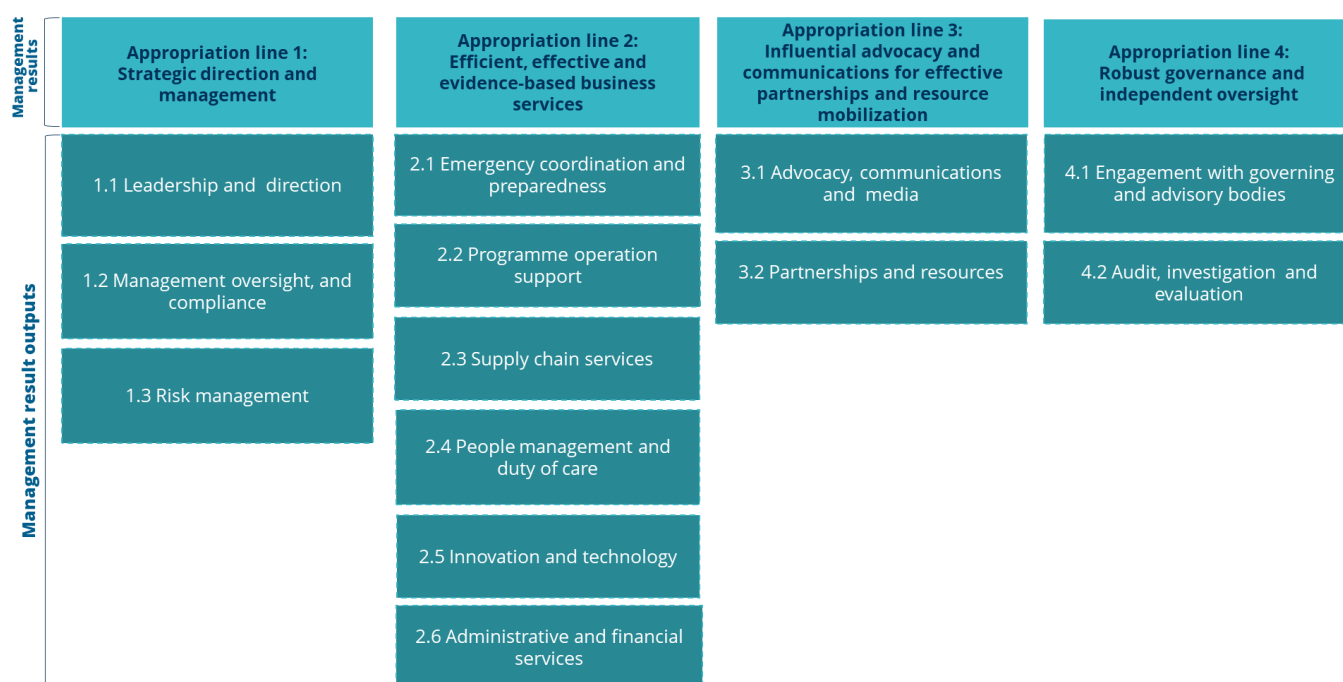 Management
results
Appropriation line 1:
Strategic direction and
management
Appropriation line 2:
Efficient, effective and
evidence-based business
services
Appropriation line 3:
Influential advocacy and
communications for effective
partnerships and resource
mobilization
Appropriation line 4:
Robust governance and
independent oversight
Management result outputs
1.1 Leadership and direction
1.2 Management oversight, and
compliance
1.3 Risk management
2.1 Emergency coordination and
preparedness
2.2 Programme operation
support
2.3 Supply chain services
2.4 People management and
duty of care
2.5 Innovation and technology
2.6 Administrative and financial
services
3.1 Advocacy, communications
and media
3.2 Partnerships and resources
4.1 Engagement with governing
and advisory bodies
4.2 Audit, investigation and
evaluation